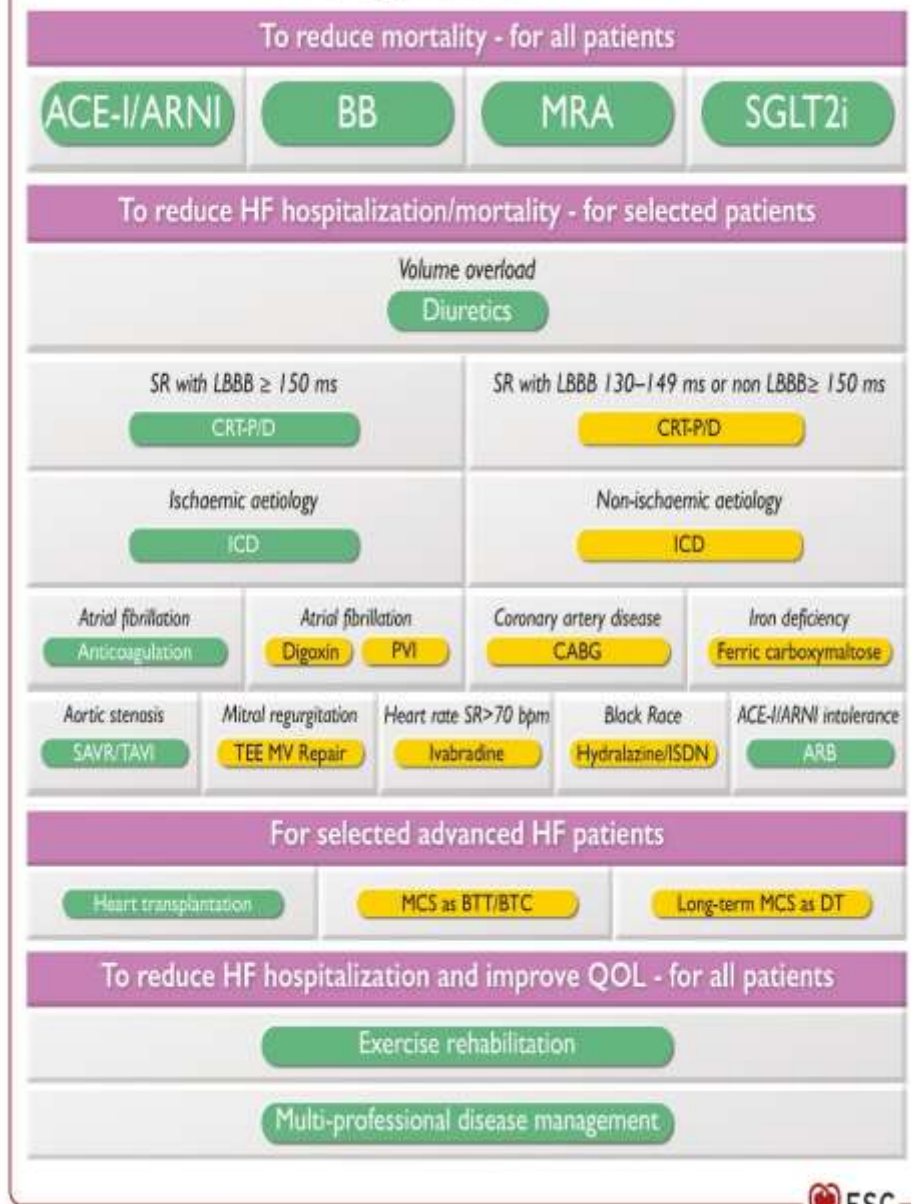 To reduce mortality - for all patients
ACE-I/ARNI BB MRA SGLT2i
To reduce HF hospitalization/mortality - for selected patients
Volume overload
Diuretics
SR with LBBB ≥ 150 ms SR with LBBB 130–149 ms or non LBBB≥ 150 ms
CRT-P/D CRT-P/D
Ischaemic aetiology Non-ischaemic aetiology
ICD ICD
Atrial fibrillation Atrial fibrillation Coronary artery disease Iron deficiency
Anticoagulation Digoxin PVI CABG Ferric carboxymaltose
Aortic stenosis Mitral regurgitation Heart rate SR>70 bpm Black Race ACE-I/ARNI intolerance
SAVR/TAVI TEE MV Repair Ivabradine Hydralazine/ISDN ARB
For selected advanced HF patients
Heart transplantation MCS as BTT/BTC Long-term MCS as DT
To reduce HF hospitalization and improve QOL - for all patients
Exercise rehabilitation
Multi-professional disease management
ESC